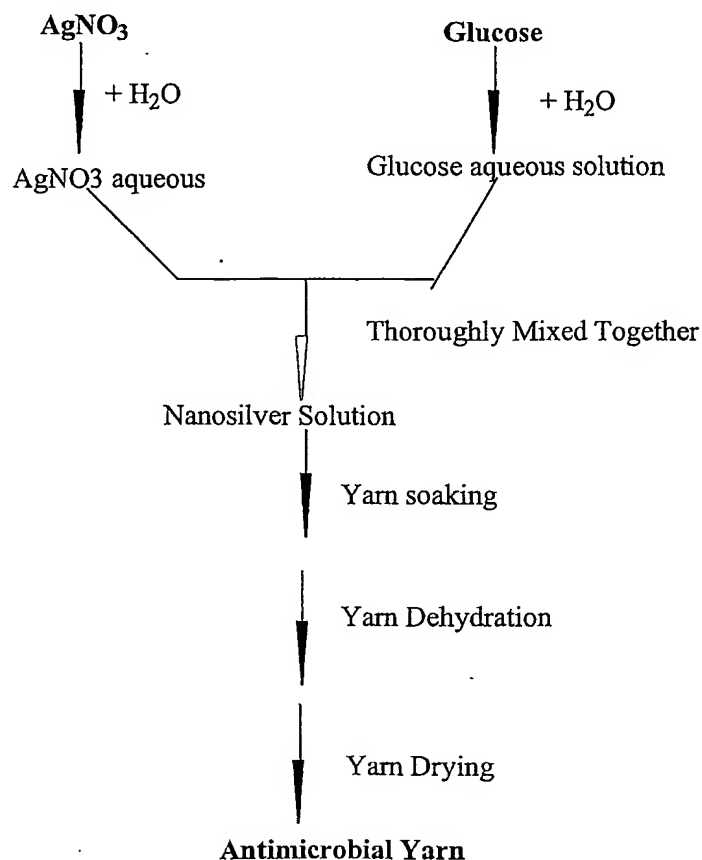 AgNO₃
Glucose
+ H₂O
+ H₂O
AgNO3 aqueous
Glucose aqueous solution
Thoroughly Mixed Together
Nanosilver Solution
Yarn soaking
Yarn Dehydration
Yarn Drying
Antimicrobial Yarn